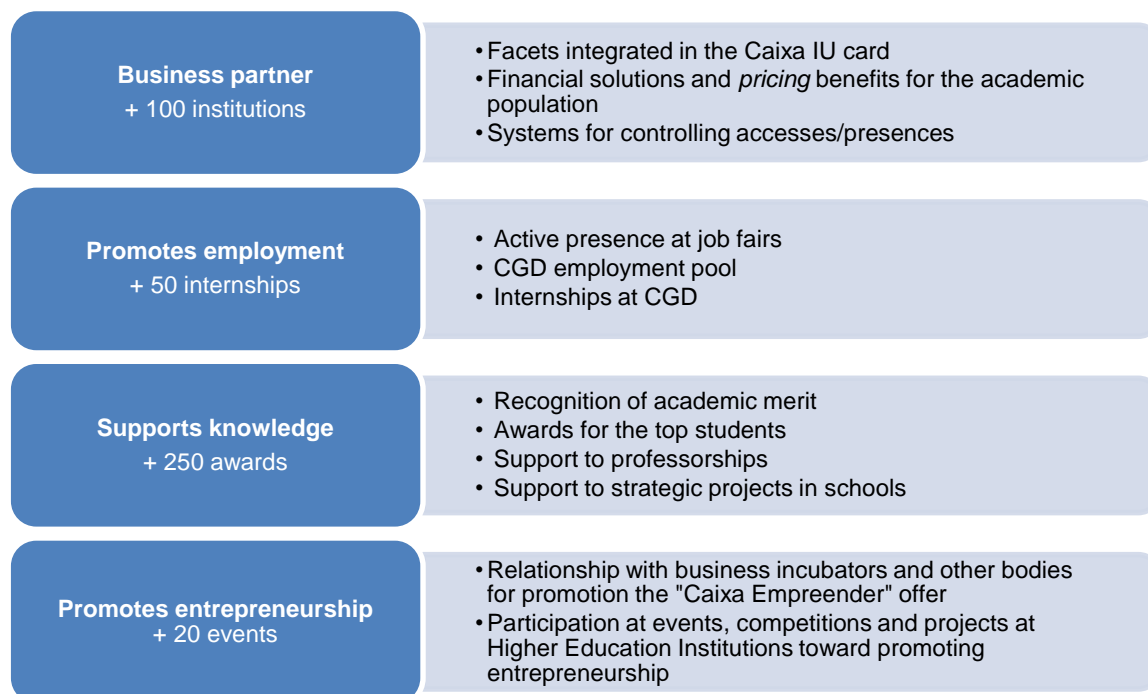 Business partner
+ 100 institutions
•Facets integrated in the Caixa IU card
•Financial solutions and pricing benefits for the academic
population
•Systems for controlling accesses/presences
Promotes employment
+ 50 internships
• Active presence at job fairs
• CGD employment pool
• Internships at CGD
Supports knowledge
+ 250 awards
• Recognition of academic merit
• Awards for the top students
• Support to professorships
• Support to strategic projects in schools
Promotes entrepreneurship
+ 20 events
•Relationship with business incubators and other bodies
for promotion the "Caixa Empreender" offer
•Participation at events, competitions and projects at
Higher Education Institutions toward promoting
entrepreneurship